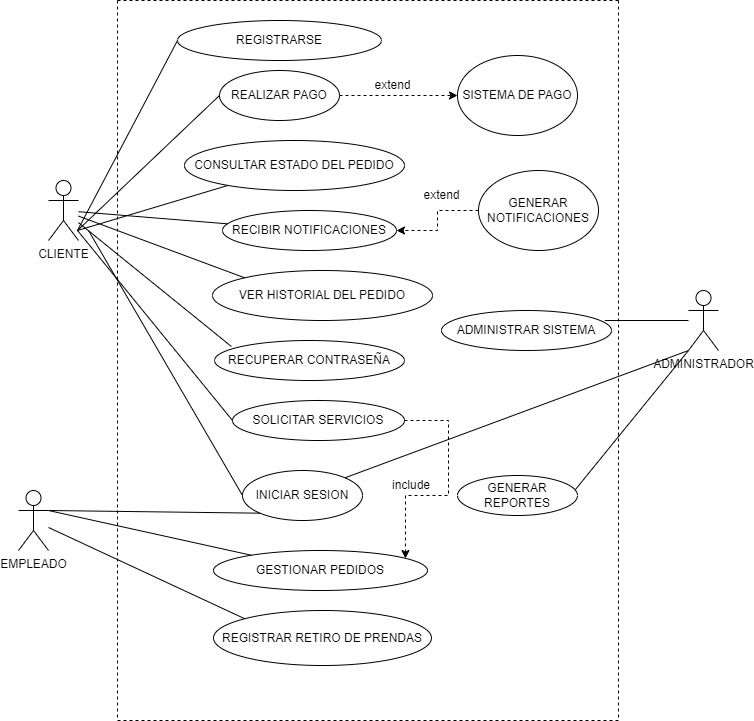 REGISTRARSE
REALIZAR PAGO
extend
SISTEMA DE PAGO
CONSULTAR ESTADO DEL PEDIDO
extend
GENERAR
NOTIFICACIONES
RECIBIR NOTIFICACIONES
CLIENTE
VER HISTORIAL DEL PEDIDO
ADMINISTRAR SISTEMA
RECUPERAR CONTRASEÑA
ADMINISTRADOR
SOLICITAR SERVICIOS
include
INICIAR SESION
GENERAR
REPORTES
EMPLEADO
GESTIONAR PEDIDOS
REGISTRAR RETIRO DE PRENDAS